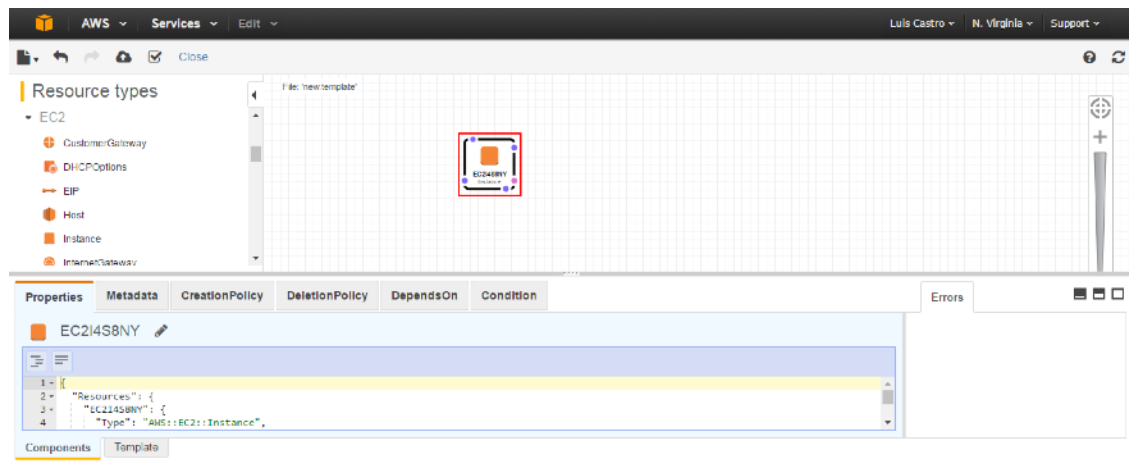 AWS Services Edit Luis Castro N. Virginia Support
Close
Resource types
File: 'new.template'
EC2
CustomerGateway
DHCPOptions
EIP
Host
Instance
InternetGateway
EC2I4S8NY
Instance
Properties Metadata CreationPolicy DeletionPolicy DependsOn Condition Errors
EC2I4S8NY
1 {
2 "Resources": {
3 "EC2I4S8NY": {
4 "Type": "AWS::EC2::Instance",
Components Template